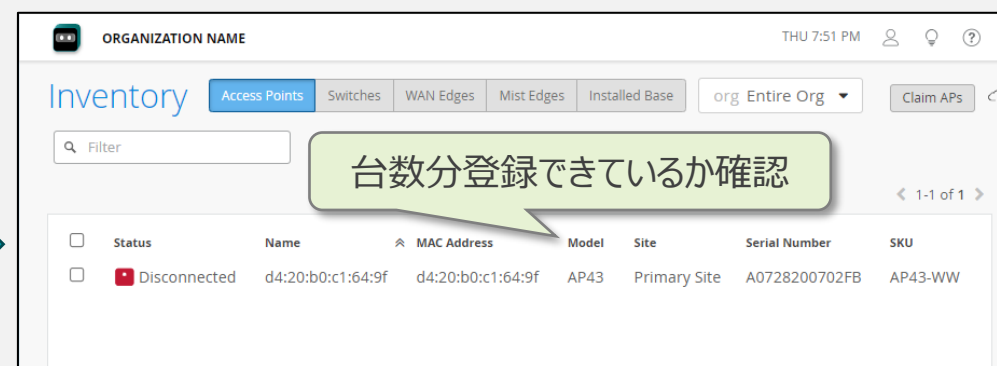 ORGANIZATION NAME THU 7:51 PM ?
Inventory Access Points Switches WAN Edges Mist Edges Installed Base org Entire Org Claim APs
Filter
台数分登録できているか確認
1-1 of 1
Status Name MAC Address Model Site Serial Number SKU
Disconnected d4:20:b0:c1:64:9f d4:20:b0:c1:64:9f AP43 Primary Site A0728200702FB AP43-WW